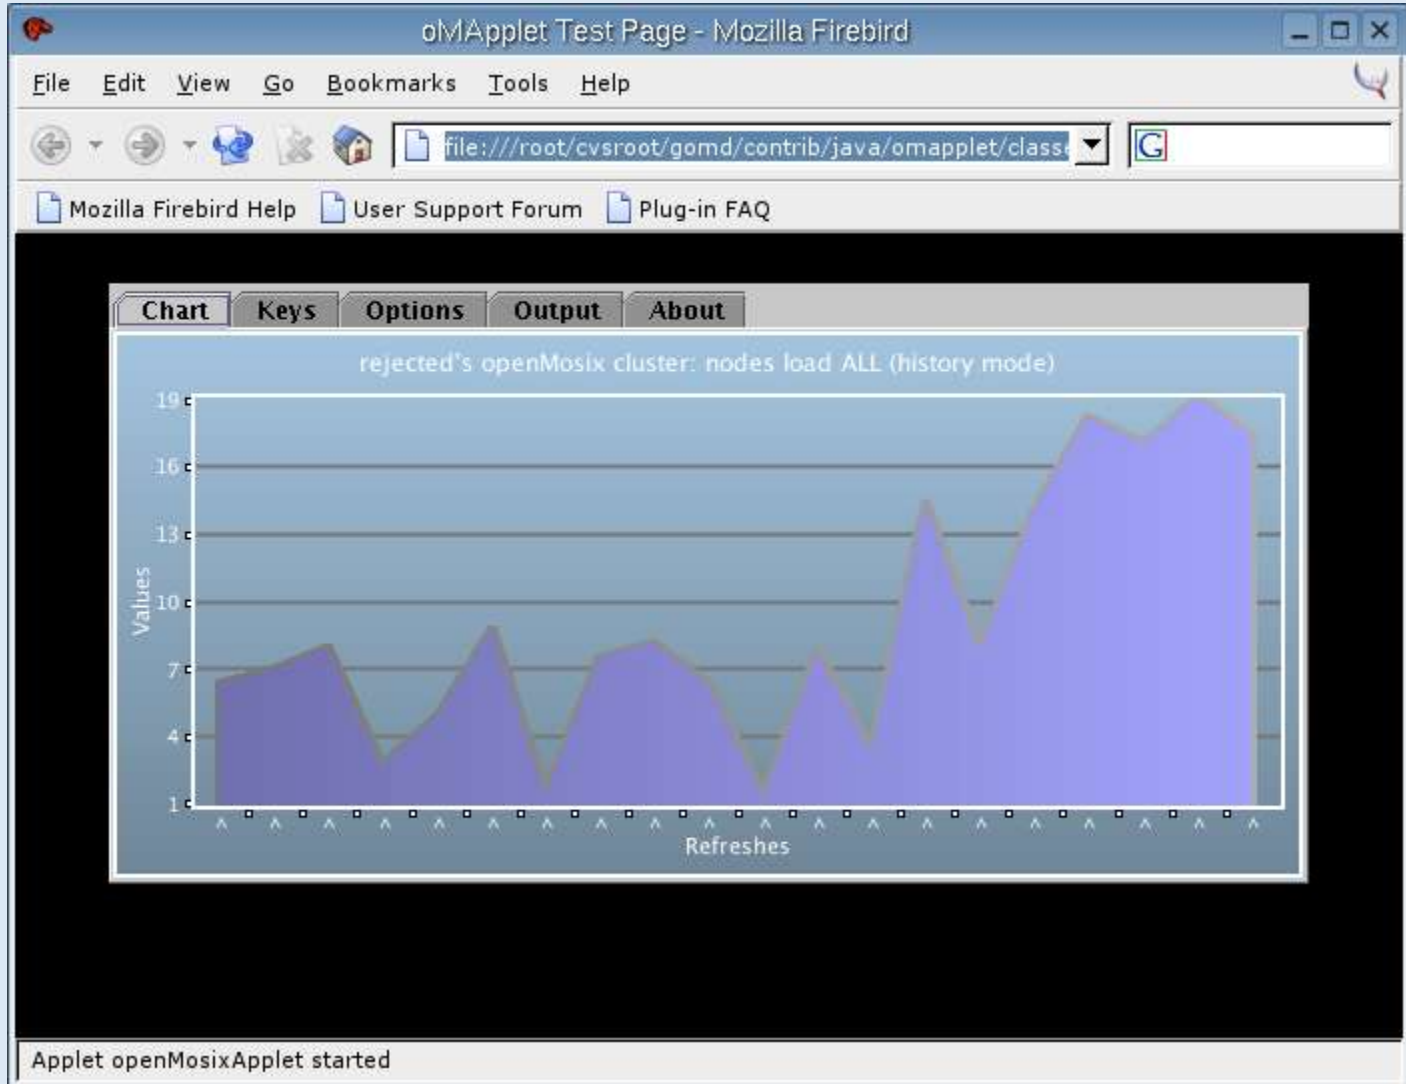 oMApplet Test Page - Mozilla Firebird
File Edit View Go Bookmarks Tools Help
file:///root/cvsroot/gomd/contrib/java/omapplet/classe G
Mozilla Firebird Help User Support Forum Plug-in FAQ
Chart Keys Options Output About
rejected's openMosix cluster: nodes load ALL (history mode)
19
16
13
10
7
4
1
Values
^ ^ ^ ^ ^ ^ ^ ^ ^ ^ ^ ^ ^ ^ ^ ^ ^ ^ ^ ^
Refreshes
Applet openMosixApplet started